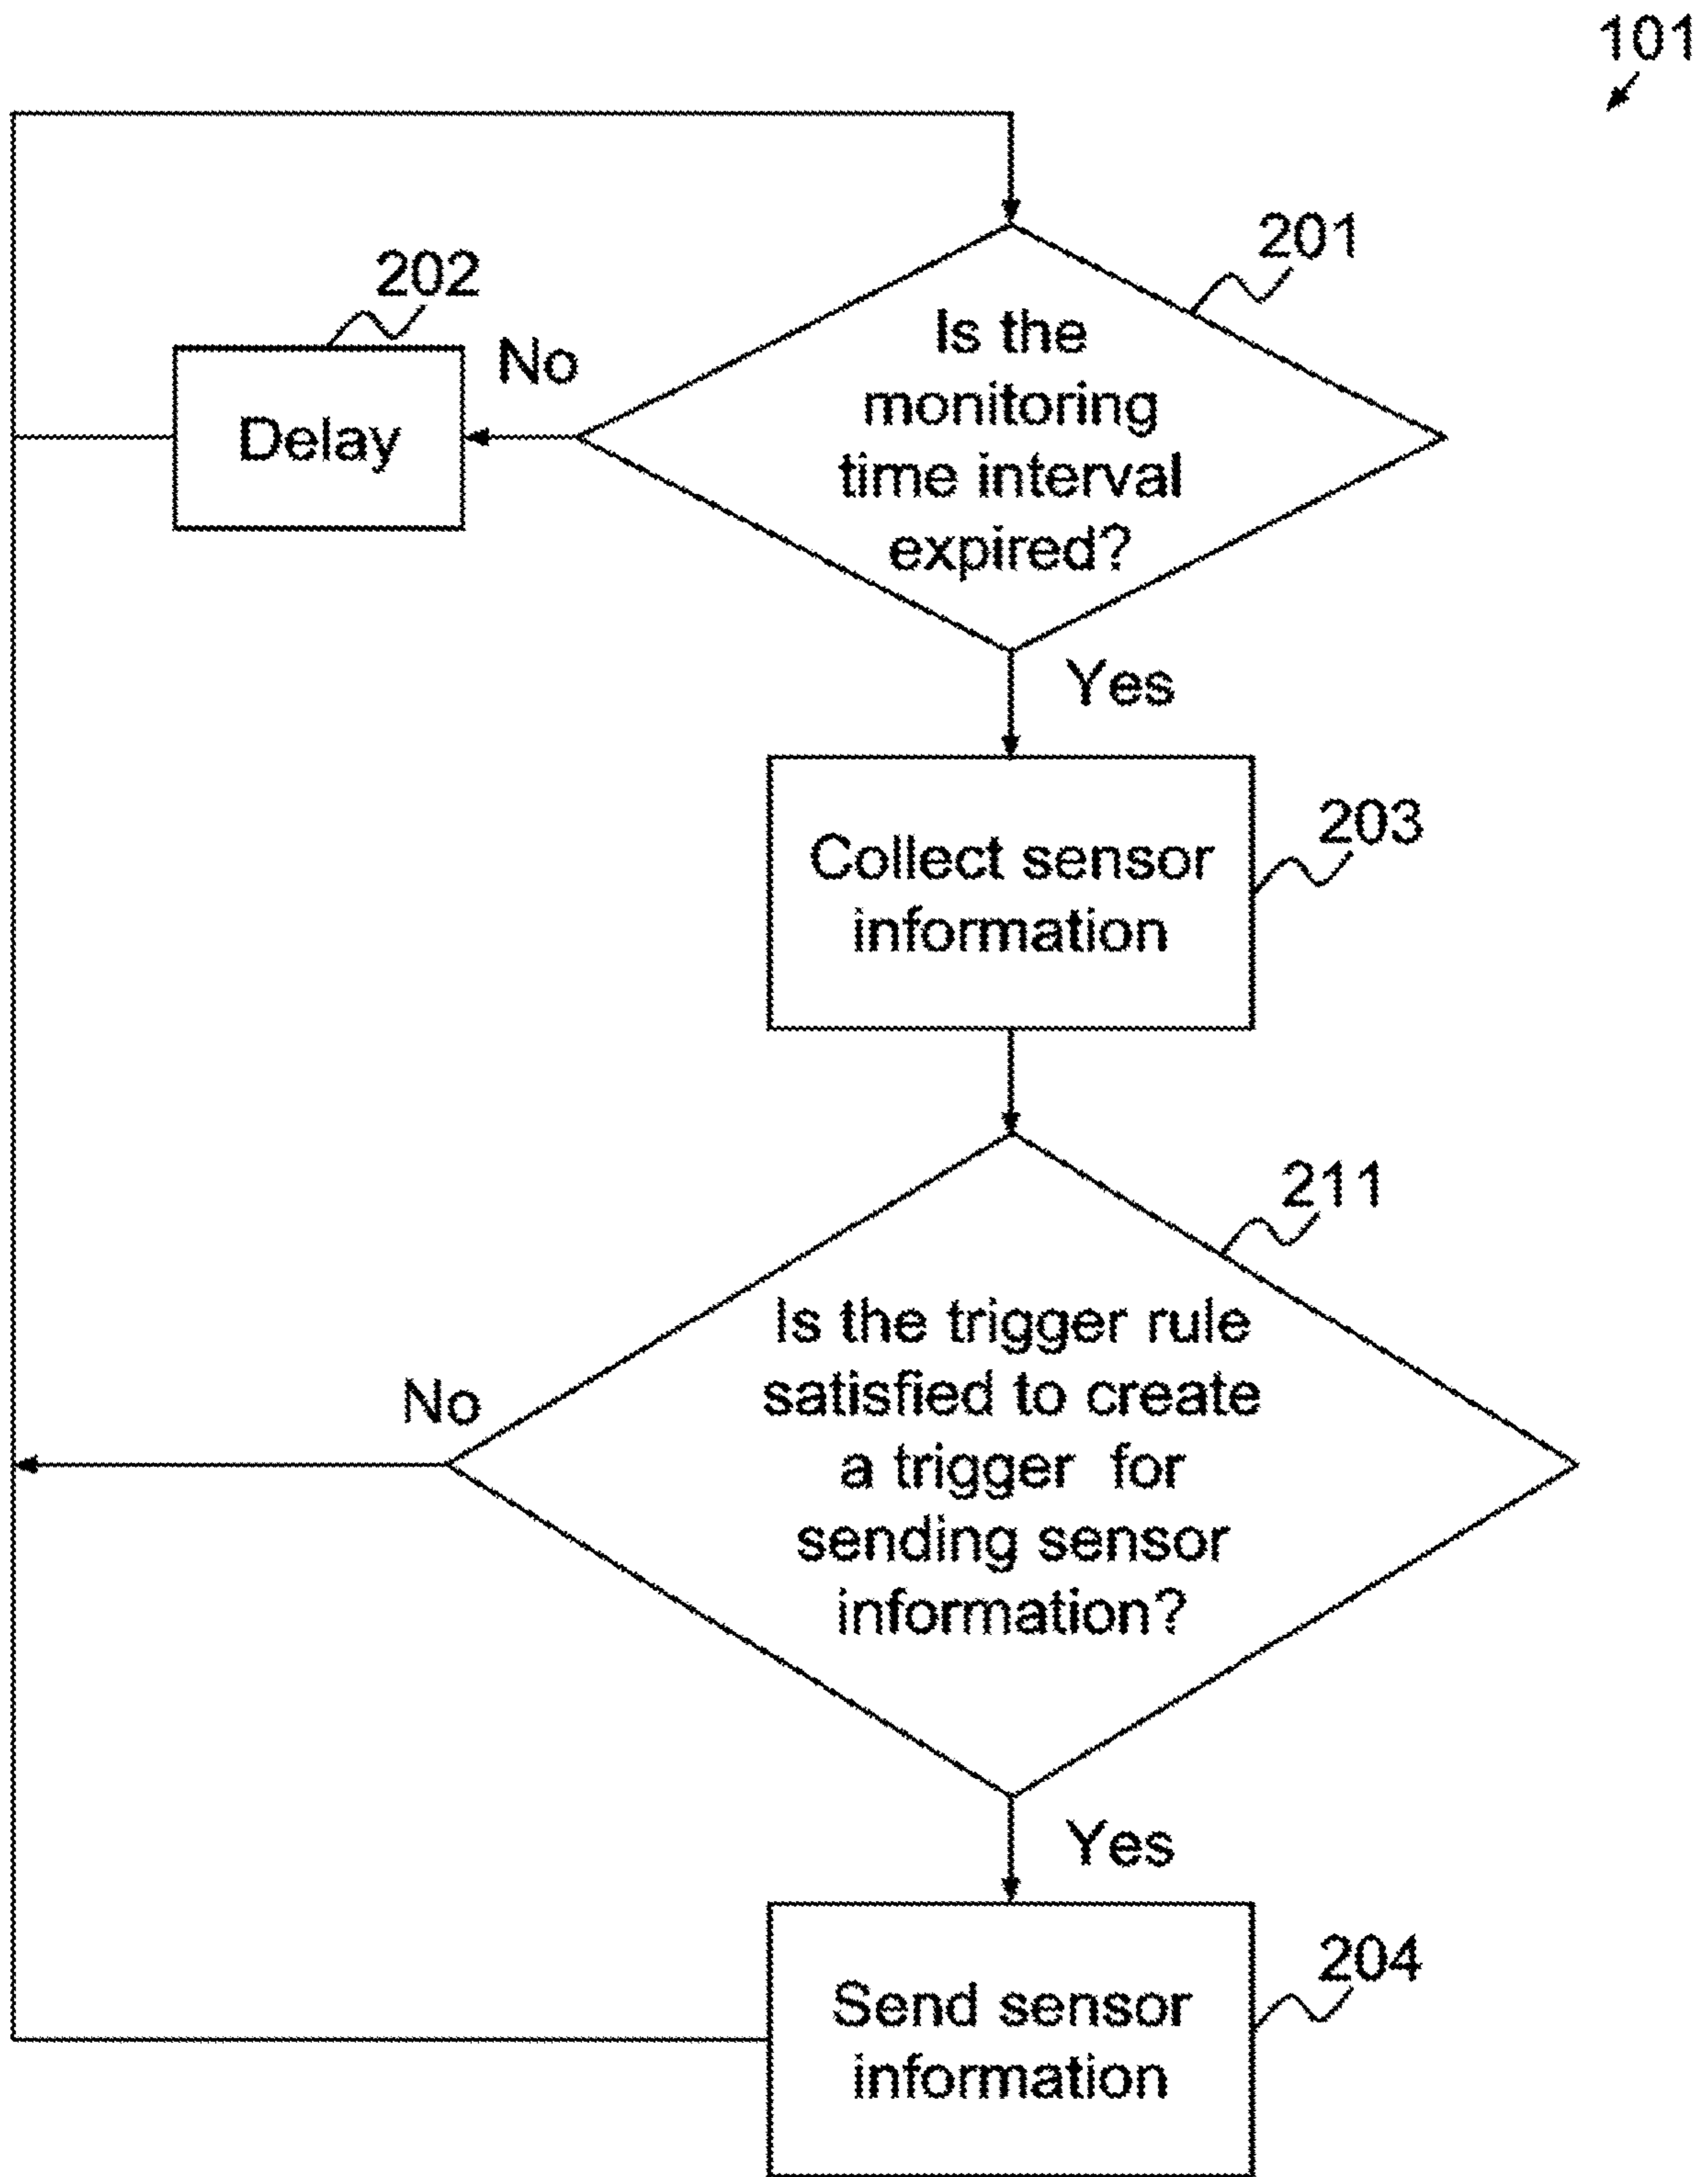 101
201
202
Is the
monitoring
time interval
expired?
No
Delay
Yes
203
Collect sensor
information
211
Is the trigger rule
satisfied to create
a trigger for
sending sensor
information?
No
Yes
204
Send sensor
information